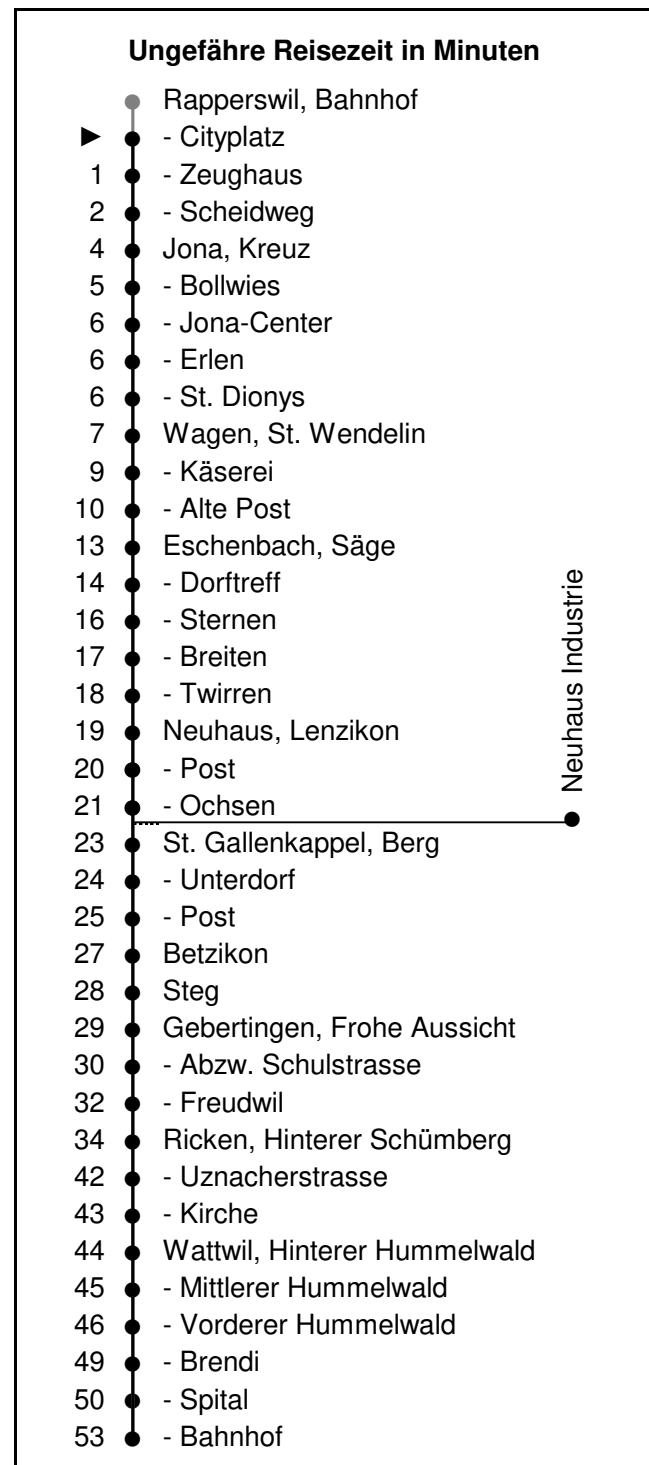 Ungefähre Reisezeit in Minuten
Rapperswil, Bahnhof
► - Cityplatz
1 - Zeughaus
2 - Scheidweg
4 Jona, Kreuz
5 - Bollwies
6 - Jona-Center
6 - Erlen
6 - St. Dionys
7 Wagen, St. Wendelin
9 - Käserei
10 - Alte Post
13 Eschenbach, Säge
14 - Dorftreff
16 - Sternen
17 - Breiten
18 - Twirren
19 Neuhaus, Lenzikon
20 - Post
21 - Ochsen
Neuhaus Industrie
23 St. Gallenkappel, Berg
24 - Unterdorf
25 - Post
27 Betzikon
28 Steg
29 Gebertingen, Frohe Aussicht
30 - Abzw. Schulstrasse
32 - Freudwil
34 Ricken, Hinterer Schümberg
42 - Uznacherstrasse
43 - Kirche
44 Wattwil, Hinterer Hummelwald
45 - Mittlerer Hummelwald
46 - Vorderer Hummelwald
49 - Brendi
50 - Spital
53 - Bahnhof